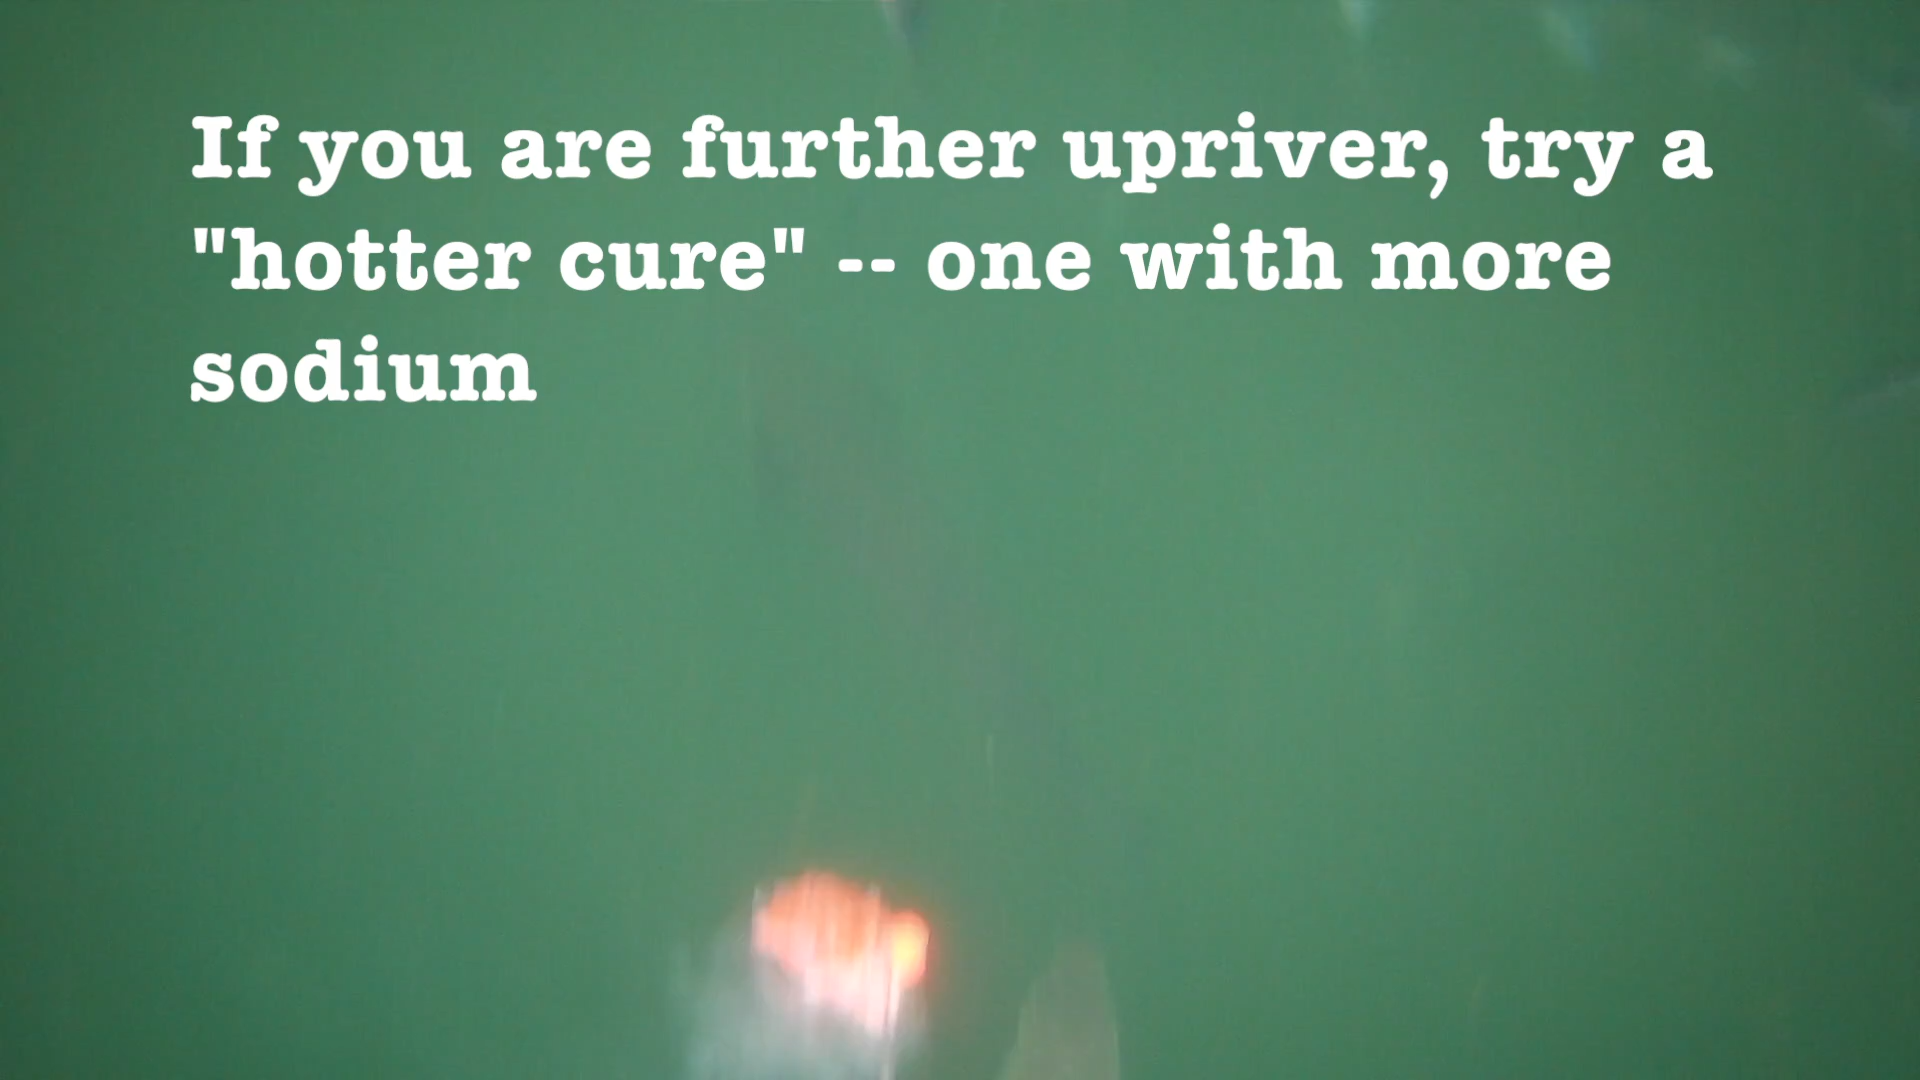 If you are further upriver, try a
"hotter cure" -- one with more
sodium